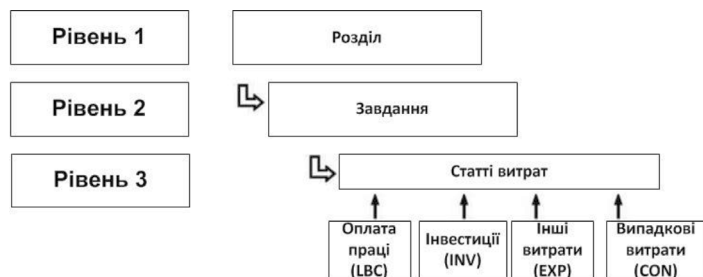 Рівень 1
Розділ
Рівень 2
Завдання
Рівень 3
Статті витрат
Оплата
праці
(LBC)
Інвестиції
(INV)
Інші
витрати
(EXP)
Випадкові
витрати
(CON)